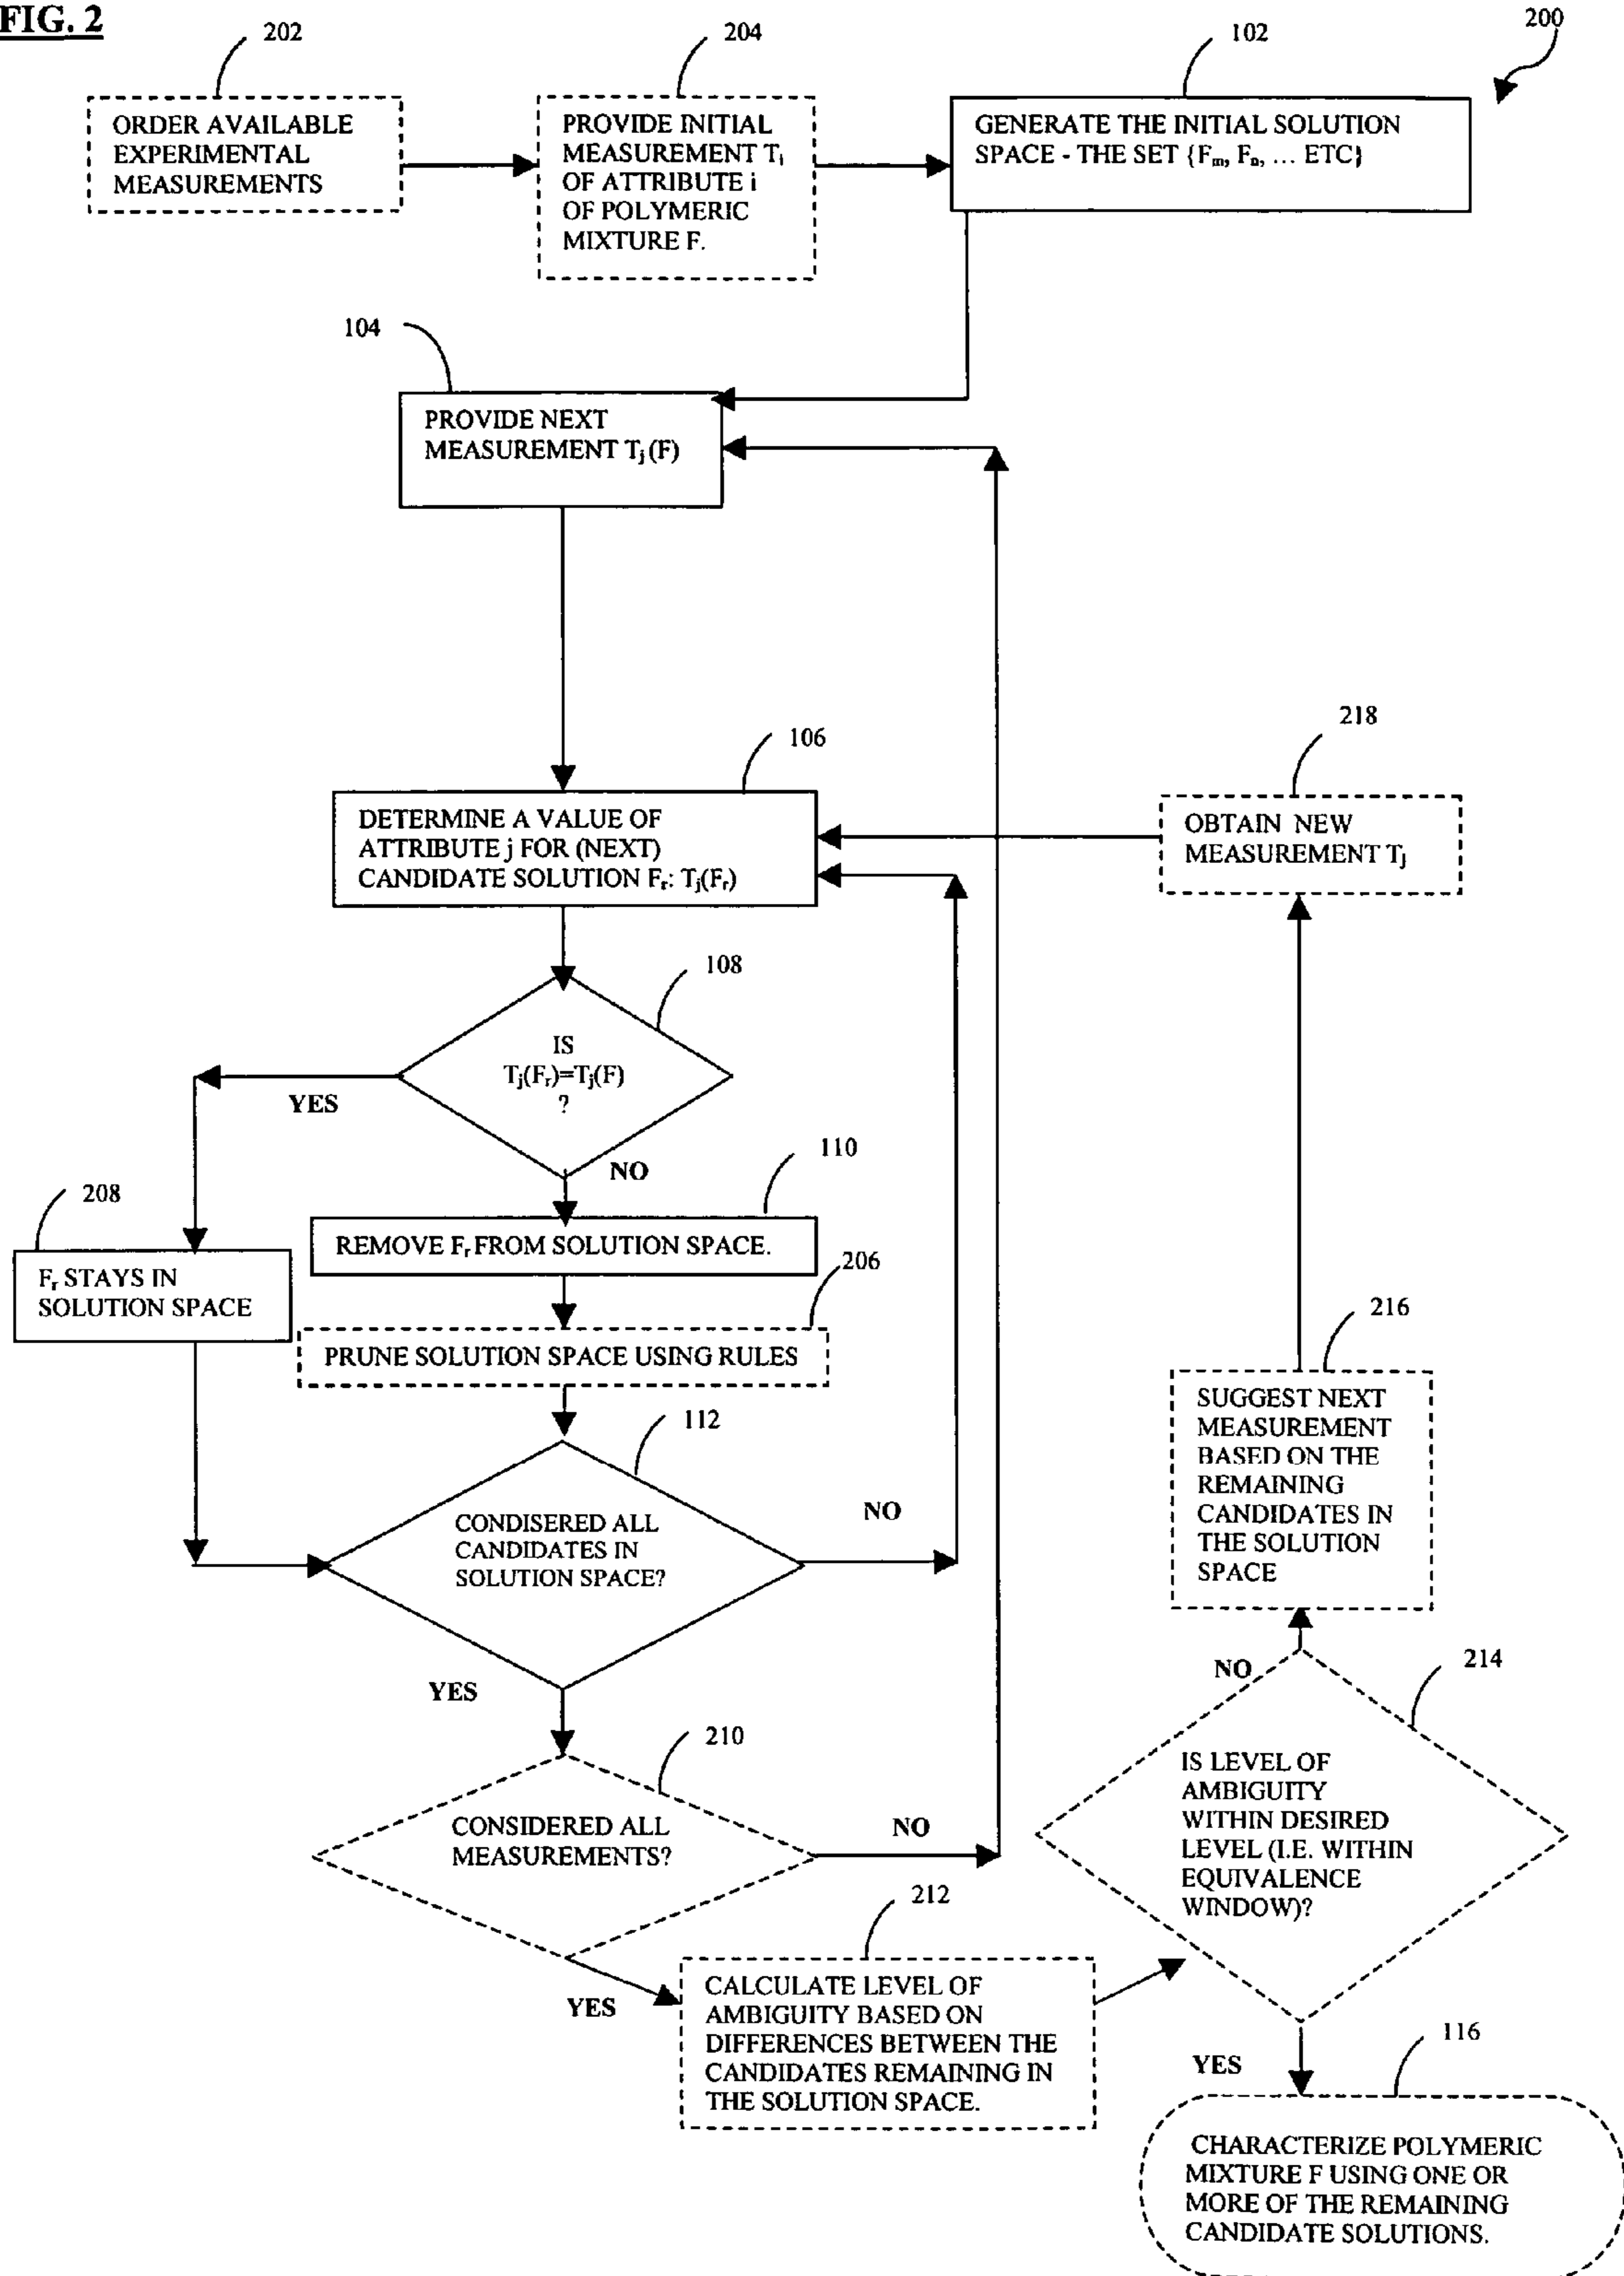 FIG. 2
202
204
102
200
ORDER AVAILABLE
EXPERIMENTAL
MEASUREMENTS
PROVIDE INITIAL
MEASUREMENT Ti
OF ATTRIBUTE i
OF POLYMERIC
MIXTURE F.
GENERATE THE INITIAL SOLUTION
SPACE - THE SET {Fm, Fn, ... ETC}
104
PROVIDE NEXT
MEASUREMENT Tj (F)
106
DETERMINE A VALUE OF
ATTRIBUTE j FOR (NEXT)
CANDIDATE SOLUTION Fr: Tj(Fr)
218
OBTAIN NEW
MEASUREMENT Tj
108
IS
Tj(Fr)=Tj(F)
?
YES
NO
110
208
REMOVE Fr FROM SOLUTION SPACE.
206
Fr STAYS IN
SOLUTION SPACE
PRUNE SOLUTION SPACE USING RULES
216
SUGGEST NEXT
MEASUREMENT
BASED ON THE
REMAINING
CANDIDATES IN
THE SOLUTION
SPACE
112
CONDISERED ALL
CANDIDATES IN
SOLUTION SPACE?
NO
YES
210
CONSIDERED ALL
MEASUREMENTS?
NO
YES
NO
214
IS LEVEL OF
AMBIGUITY
WITHIN DESIRED
LEVEL (I.E. WITHIN
EQUIVALENCE
WINDOW)?
212
CALCULATE LEVEL OF
AMBIGUITY BASED ON
DIFFERENCES BETWEEN THE
CANDIDATES REMAINING IN
THE SOLUTION SPACE.
YES
116
CHARACTERIZE POLYMERIC
MIXTURE F USING ONE OR
MORE OF THE REMAINING
CANDIDATE SOLUTIONS.